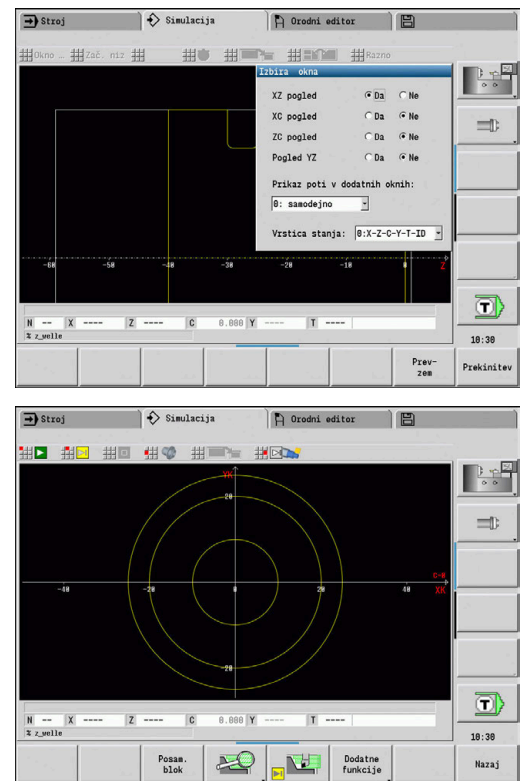 Stroj Simulacija Orodni editor
Okno … Zač. niz Razno
Izbira okna
XZ pogled Da Ne
XC pogled Da Ne
ZC pogled Da Ne
Pogled YZ Da Ne
Prikaz poti v dodatnih oknih:
0: samodejno
Vrstica stanja: 0:X-Z-C-Y-T-ID
-60 -50 -40 -30 -20 -10 0 Z
N -- X ---- Z ---- C 0.000 Y ---- T ----
% z_welle
T
10:30
Prev-
zem
Prekinitev
Stroj Simulacija Orodni editor
YK
20
-40 -20 0 20 40 XK
-20
N -- X ---- Z ---- C 0.000 Y ---- T ----
% z_welle
T
10:30
Posam.
blok
Dodatne
funkcije
Nazaj